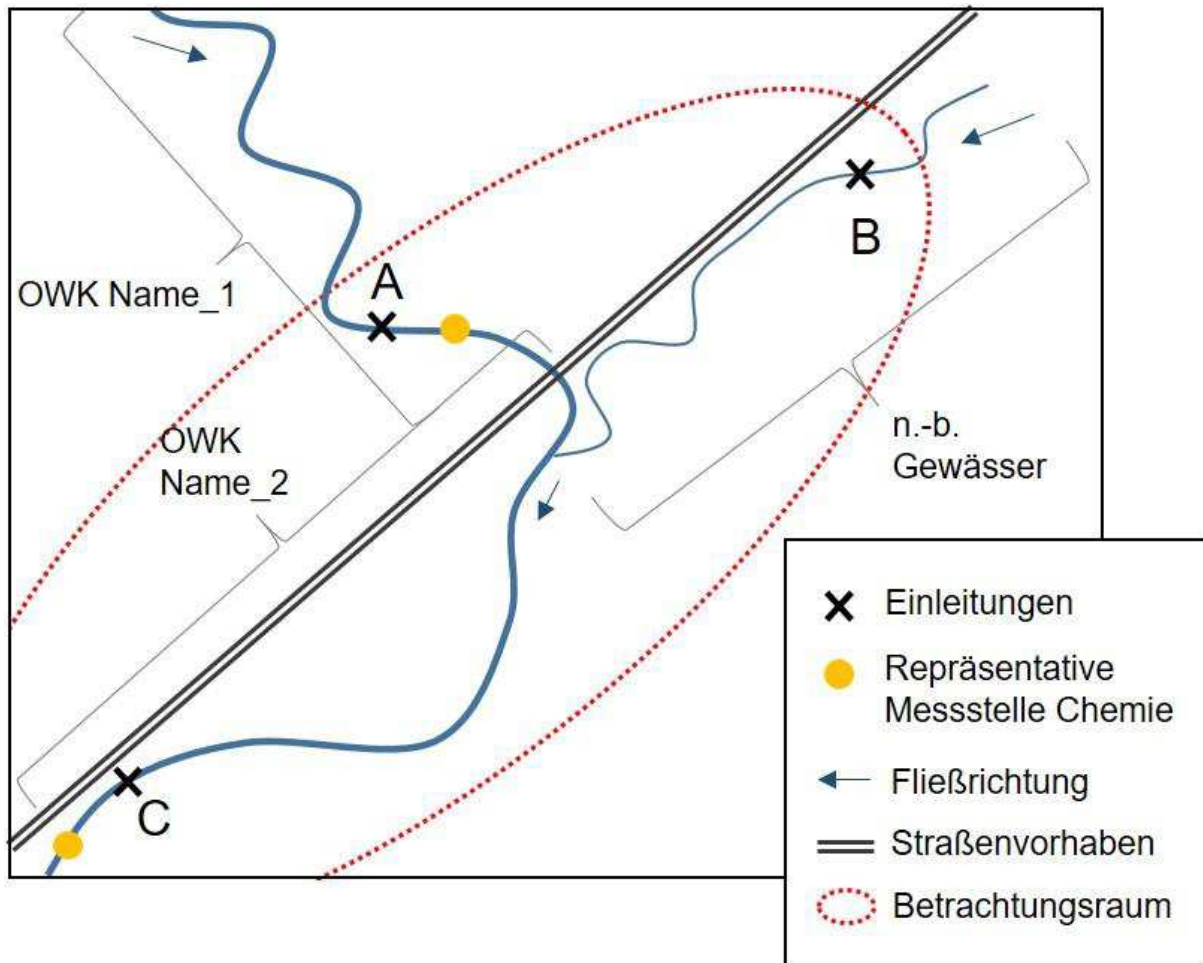 A
B
OWK Name_1
OWK
Name_2
n.-b.
Gewässer
C
Einleitungen
Repräsentative
Messstelle Chemie
Fließrichtung
Straßenvorhaben
Betrachtungsraum